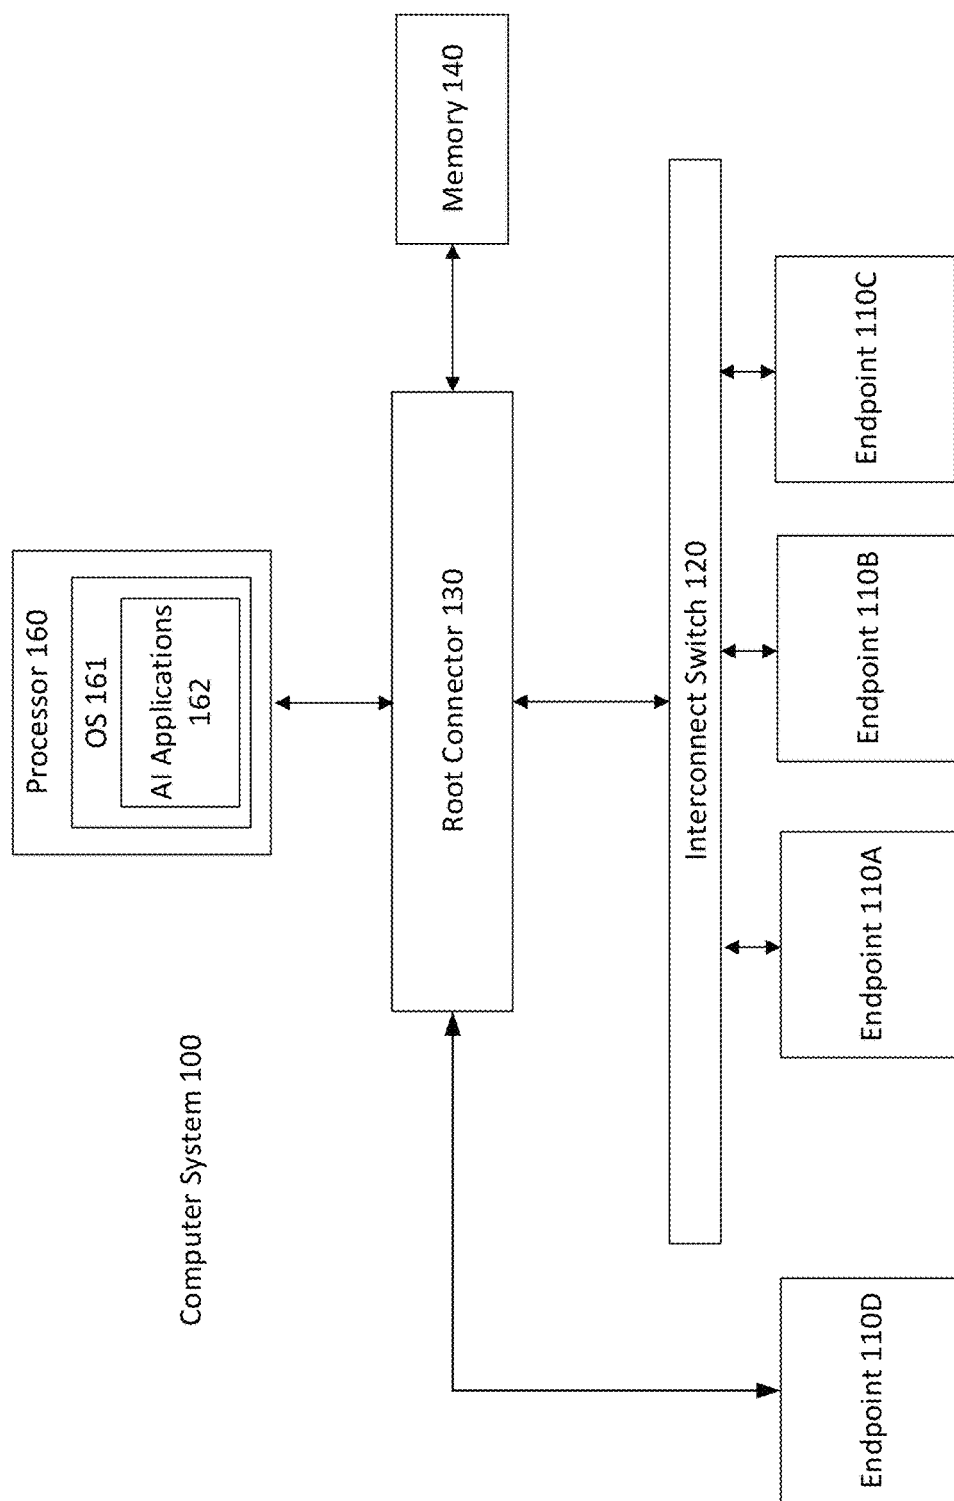 Computer System 100
Processor 160
OS 161
AI Applications
162
Root Connector 130
Memory 140
Interconnect Switch 120
Endpoint 110D
Endpoint 110A
Endpoint 110B
Endpoint 110C